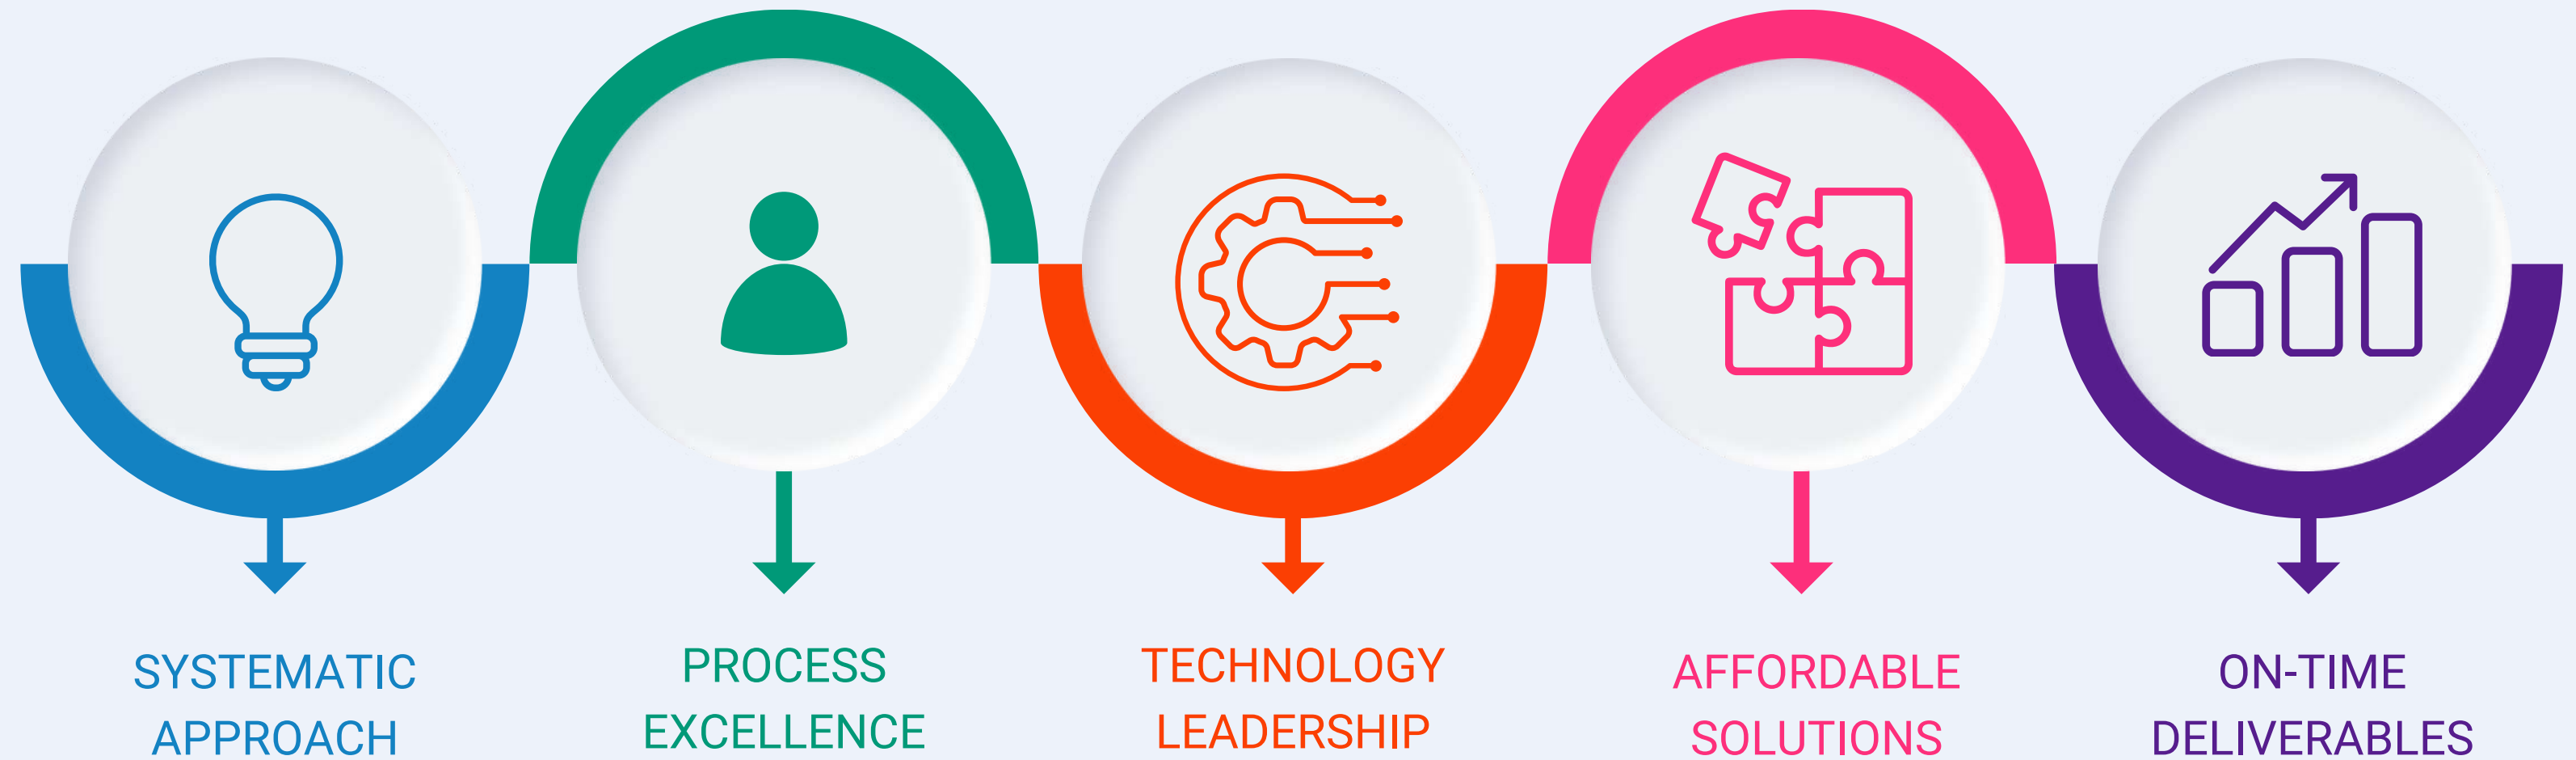 SYSTEMATIC
APPROACH
PROCESS
EXCELLENCE
TECHNOLOGY
LEADERSHIP
AFFORDABLE
SOLUTIONS
ON-TIME
DELIVERABLES